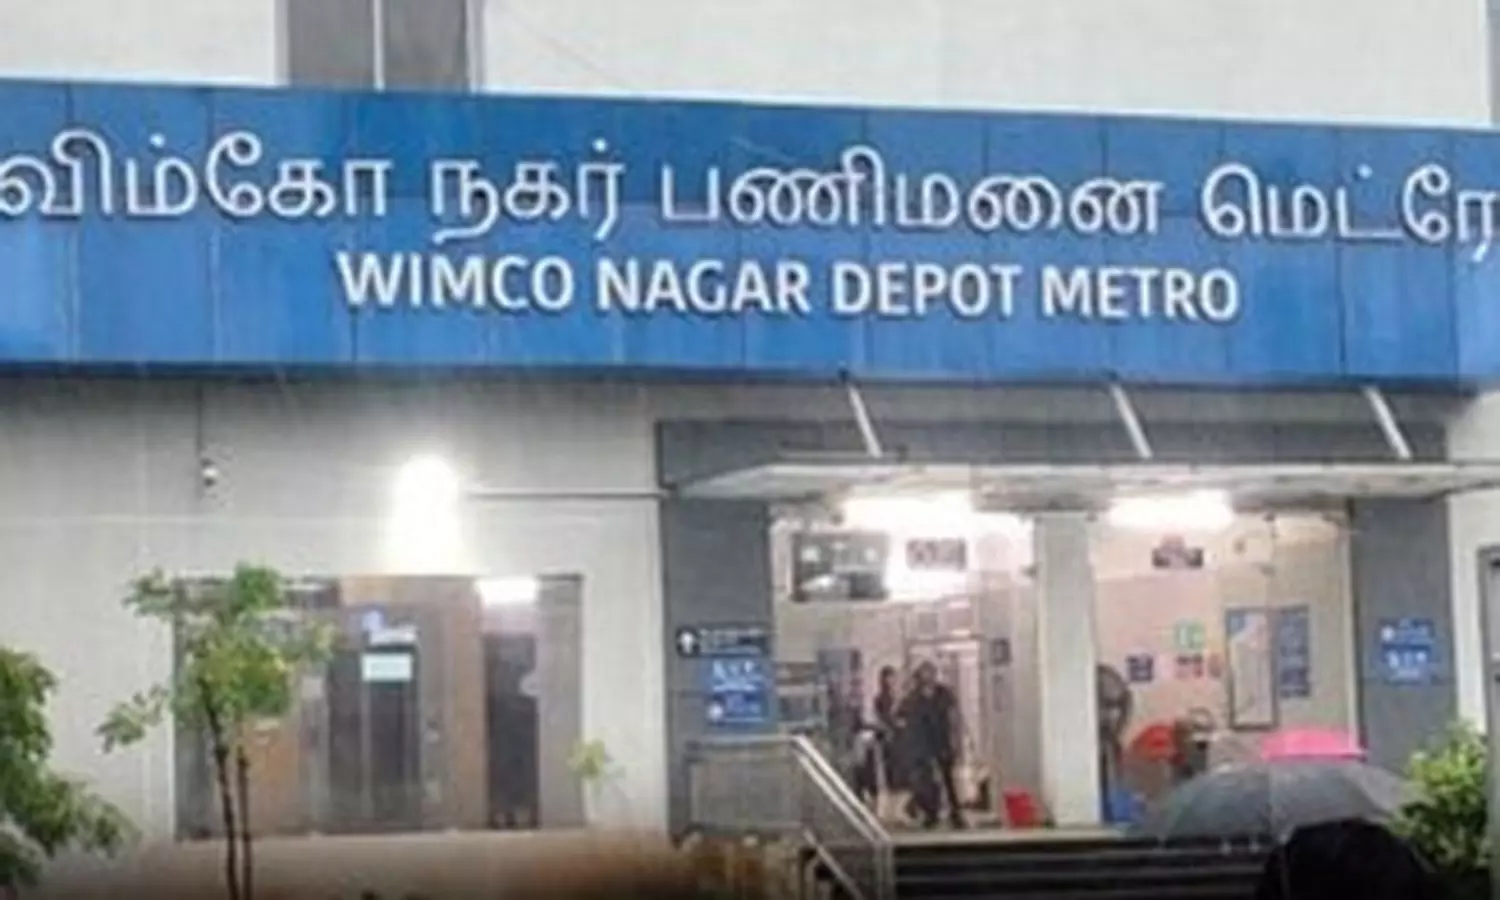 விம்கோ நகர் பணிமனை மெட்ரோ
WIMCO NAGAR DEPOT METRO